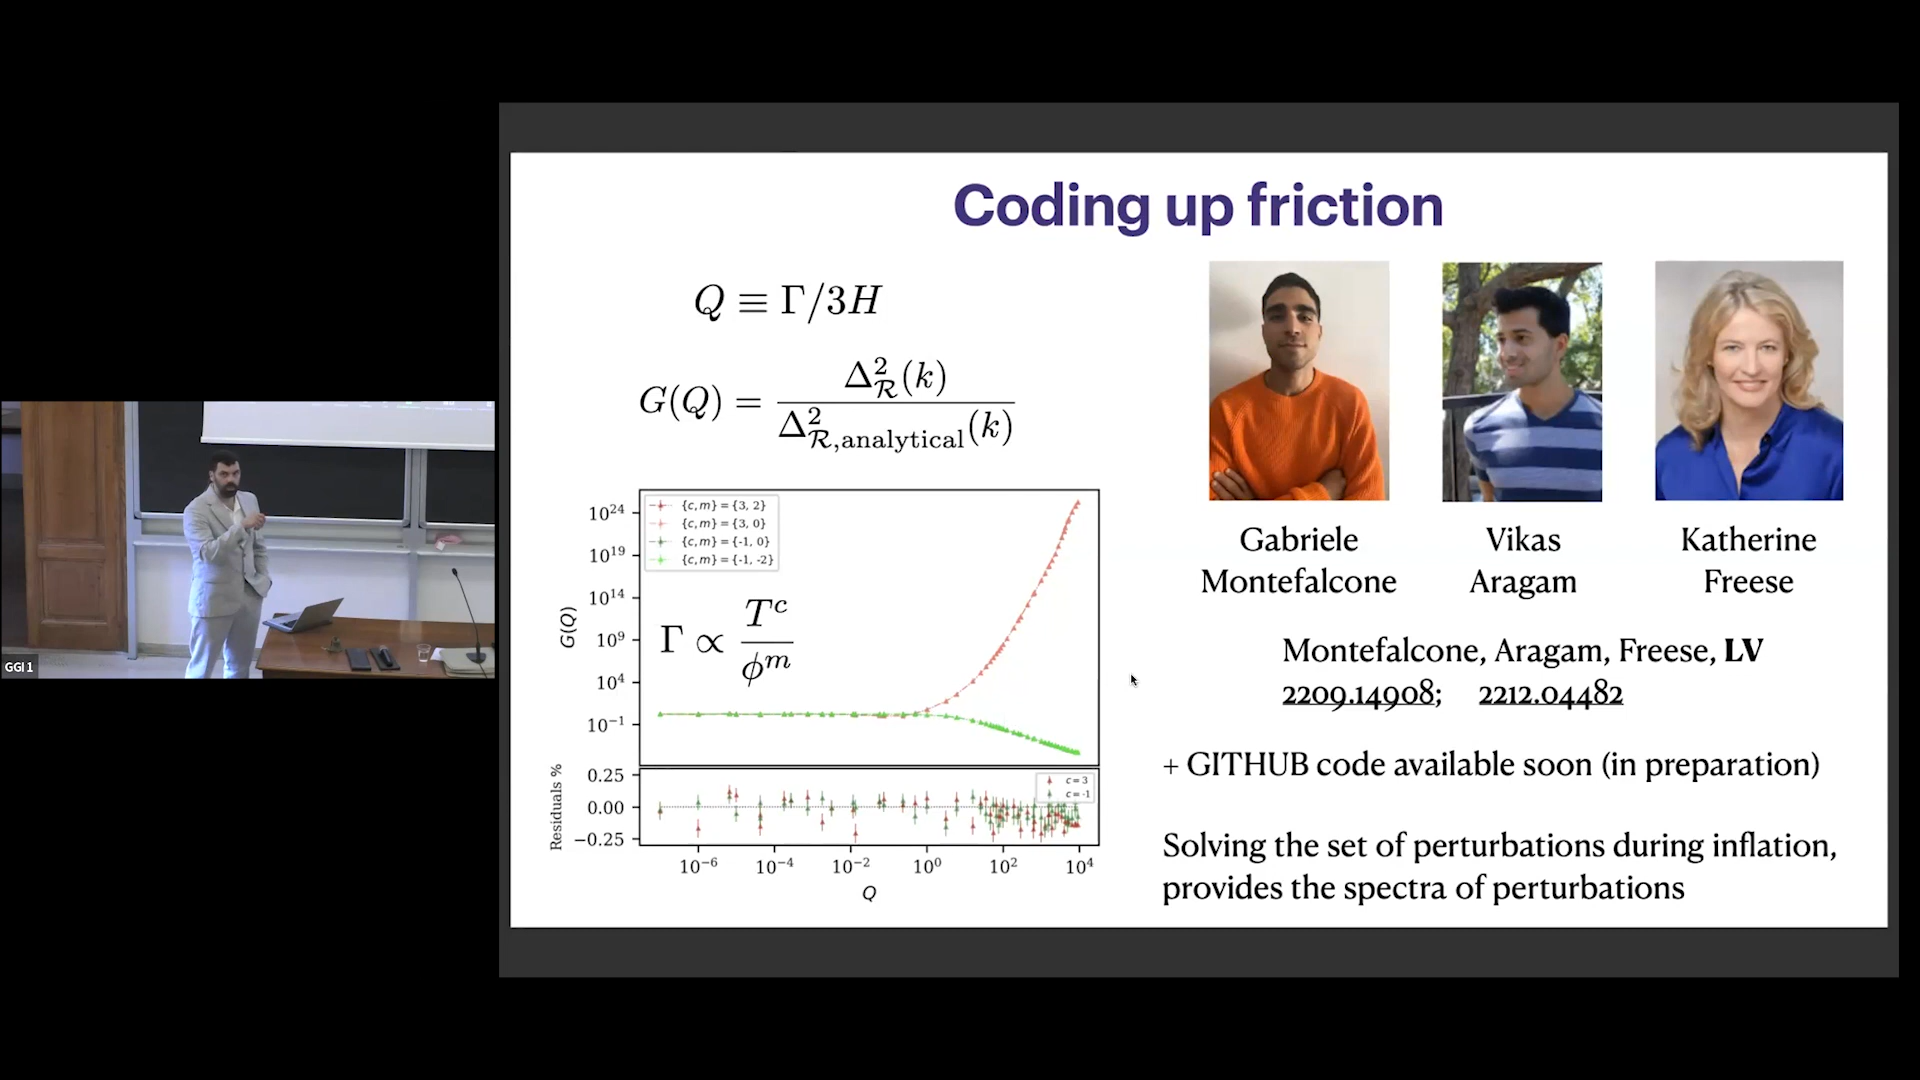 Coding up friction
Q ≡ Γ/3H
G(Q) = Δ²_R(k) / Δ²_R,analytical(k)
{c, m} = {3, 2}
{c, m} = {3, 0}
{c, m} = {-1, 0}
{c, m} = {-1, -2}
Γ ∝ T^c / ϕ^m
G(Q)
10^24
10^19
10^14
10^9
10^4
10^−1
Residuals %
0.25
0.00
−0.25
c = 3
c = -1
10^−6 10^−4 10^−2 10^0 10^2 10^4
Q
Gabriele
Montefalcone
Vikas
Aragam
Katherine
Freese
Montefalcone, Aragam, Freese, LV
2209.14908; 2212.04482
+ GITHUB code available soon (in preparation)
Solving the set of perturbations during inflation,
provides the spectra of perturbations
GGI 1